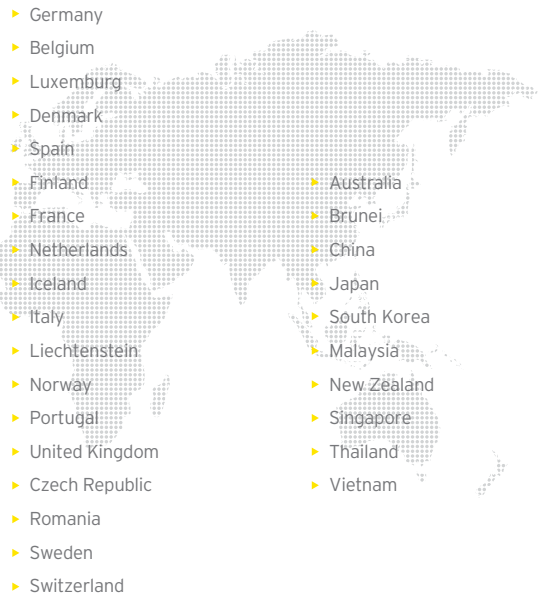 Germany
Belgium
Luxemburg
Denmark
Spain
Finland
France
Netherlands
Iceland
Italy
Liechtenstein
Norway
Portugal
United Kingdom
Czech Republic
Romania
Sweden
Switzerland
Australia
Brunei
China
Japan
South Korea
Malaysia
New Zealand
Singapore
Thailand
Vietnam